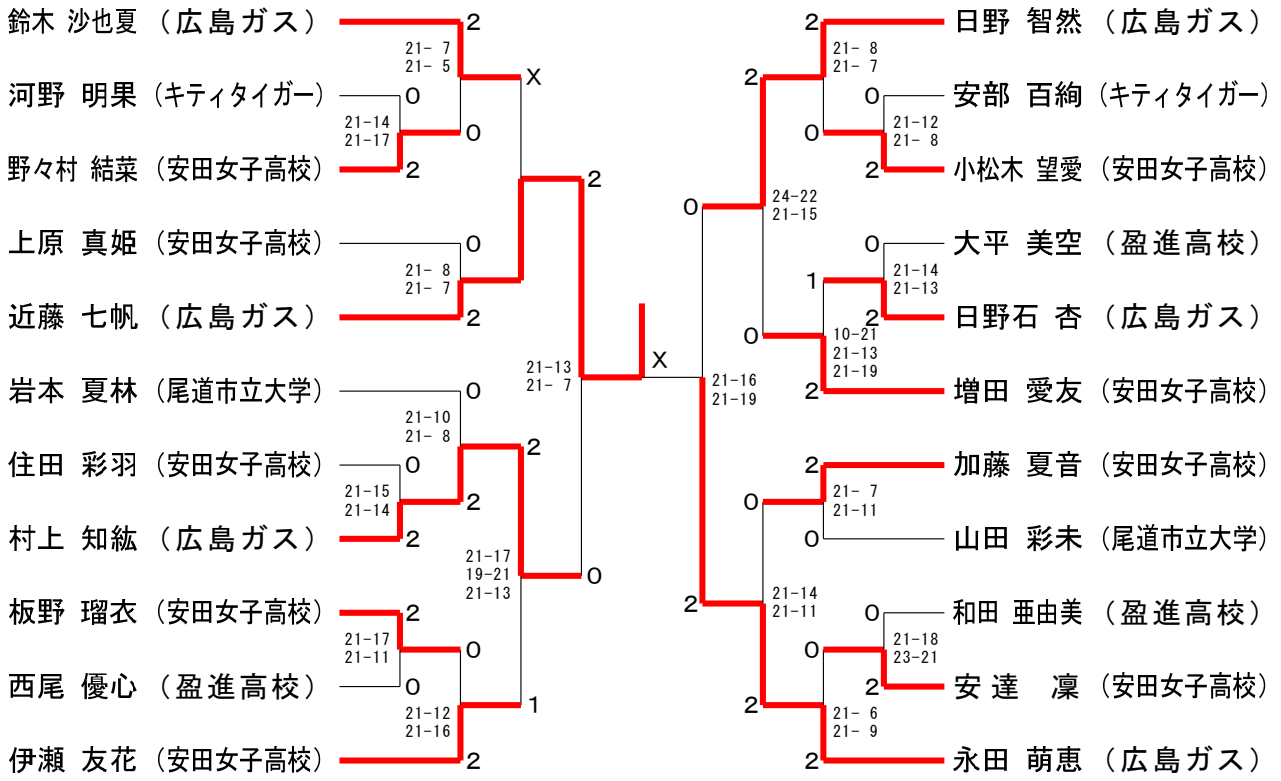 鈴木 沙也夏 (広島ガス) 2
21- 7
21- 5
X
河野 明果 (キティタイガー) 0
21-14
21-17
0
野々村 結菜 (安田女子高校) 2
2
上原 真姫 (安田女子高校) 0
21- 8
21- 7
近藤 七帆 (広島ガス) 2
21-13
21- 7
X
岩本 夏林 (尾道市立大学) 0
21-10
21- 8
2
住田 彩羽 (安田女子高校) 0
21-15
21-14
2
村上 知紘 (広島ガス) 2
21-17
19-21
21-13
0
板野 瑠衣 (安田女子高校) 2
21-17
21-11
0
西尾 優心 (盈進高校) 0
21-12
21-16
1
伊瀬 友花 (安田女子高校) 2
2 日野 智然 (広島ガス)
21- 8
21- 7
2
0 安部 百絢 (キティタイガー)
21-12
21- 8
0
2 小松木 望愛 (安田女子高校)
0
24-22
21-15
0 大平 美空 (盈進高校)
21-14
21-13
1
2 日野石 杏 (広島ガス)
0
10-21
21-13
21-19
2 増田 愛友 (安田女子高校)
21-16
21-19
2 加藤 夏音 (安田女子高校)
21- 7
21-11
0
0 山田 彩未 (尾道市立大学)
2
21-14
21-11
0 和田 亜由美 (盈進高校)
21-18
23-21
0
2 安達 凜 (安田女子高校)
2
21- 6
21- 9
2 永田 萌恵 (広島ガス)